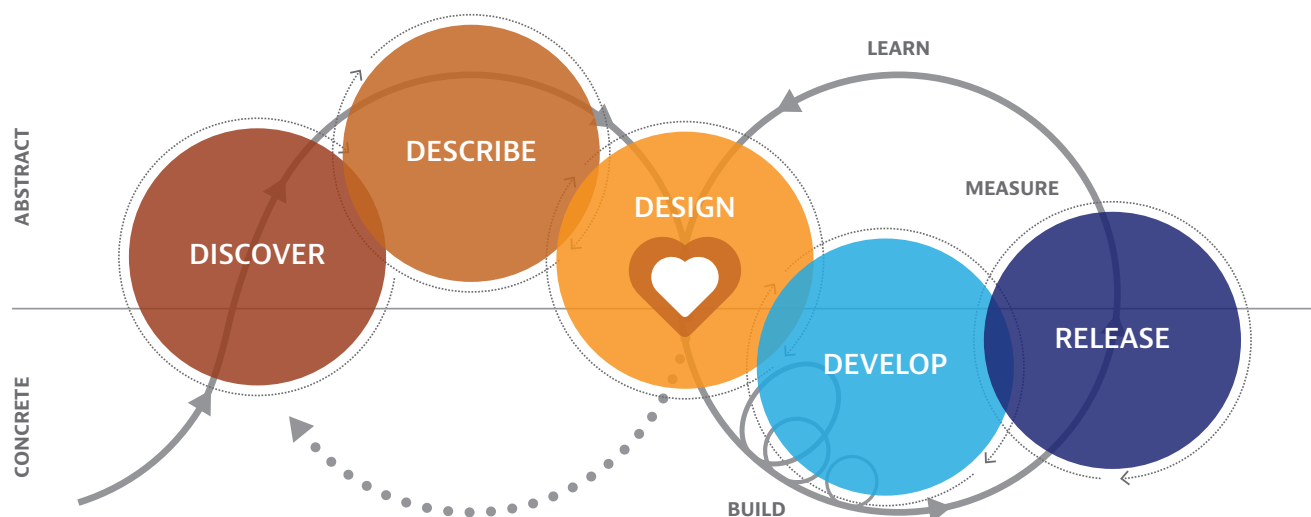 ABSTRACT
CONCRETE
DISCOVER
DESCRIBE
DESIGN
DEVELOP
RELEASE
LEARN
MEASURE
BUILD